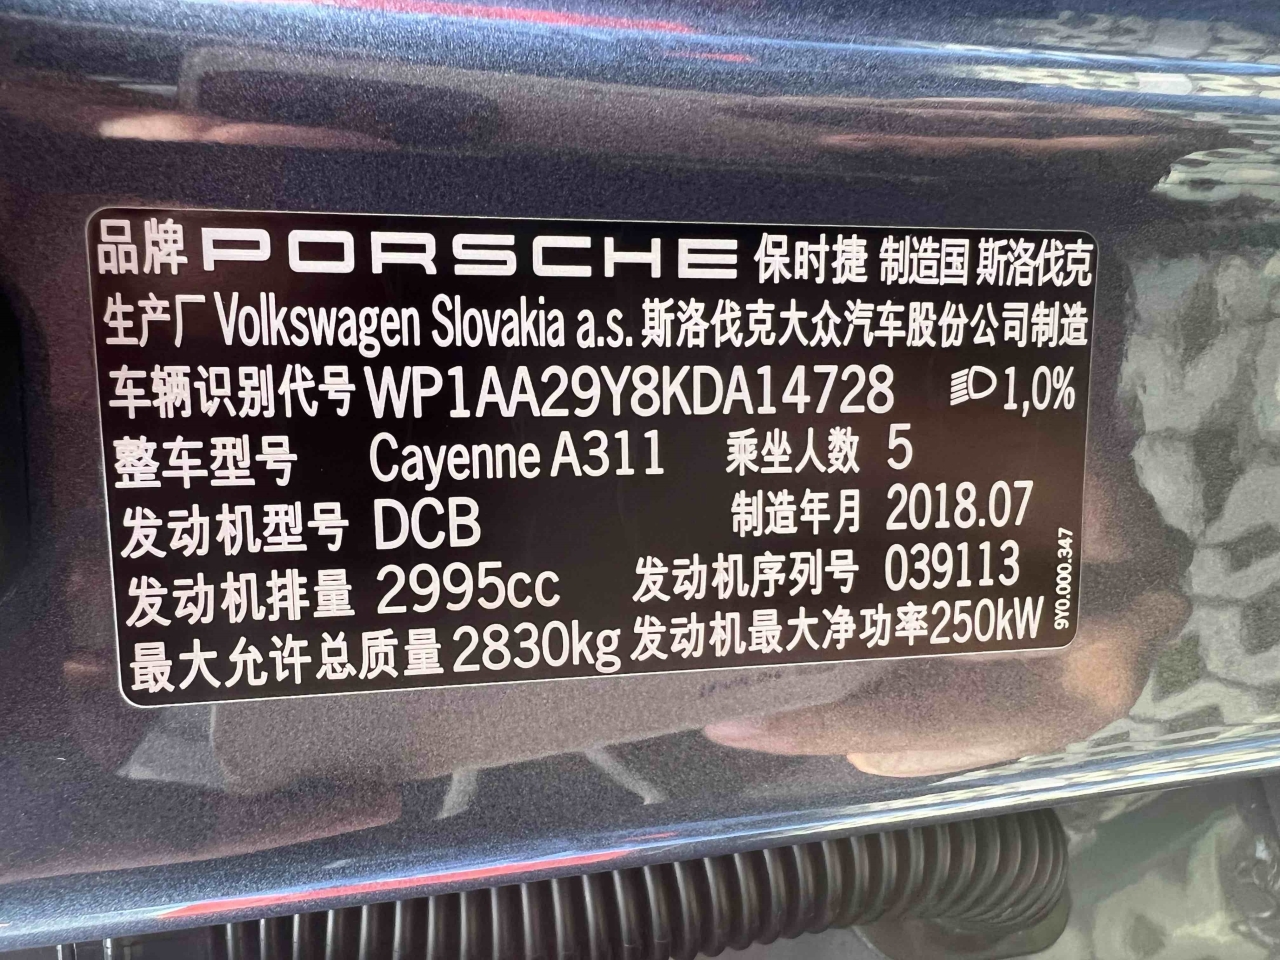 品牌 PORSCHE 保时捷 制造国 斯洛伐克
生产厂 Volkswagen Slovakia a.s. 斯洛伐克大众汽车股份公司制造
车辆识别代号 WP1AA29Y8KDA14728 1,0%
整车型号 Cayenne A311 乘坐人数 5
发动机型号 DCB 制造年月 2018.07
发动机排量 2995cc 发动机序列号 039113
最大允许总质量 2830kg 发动机最大净功率 250kW
9Y0.000.347